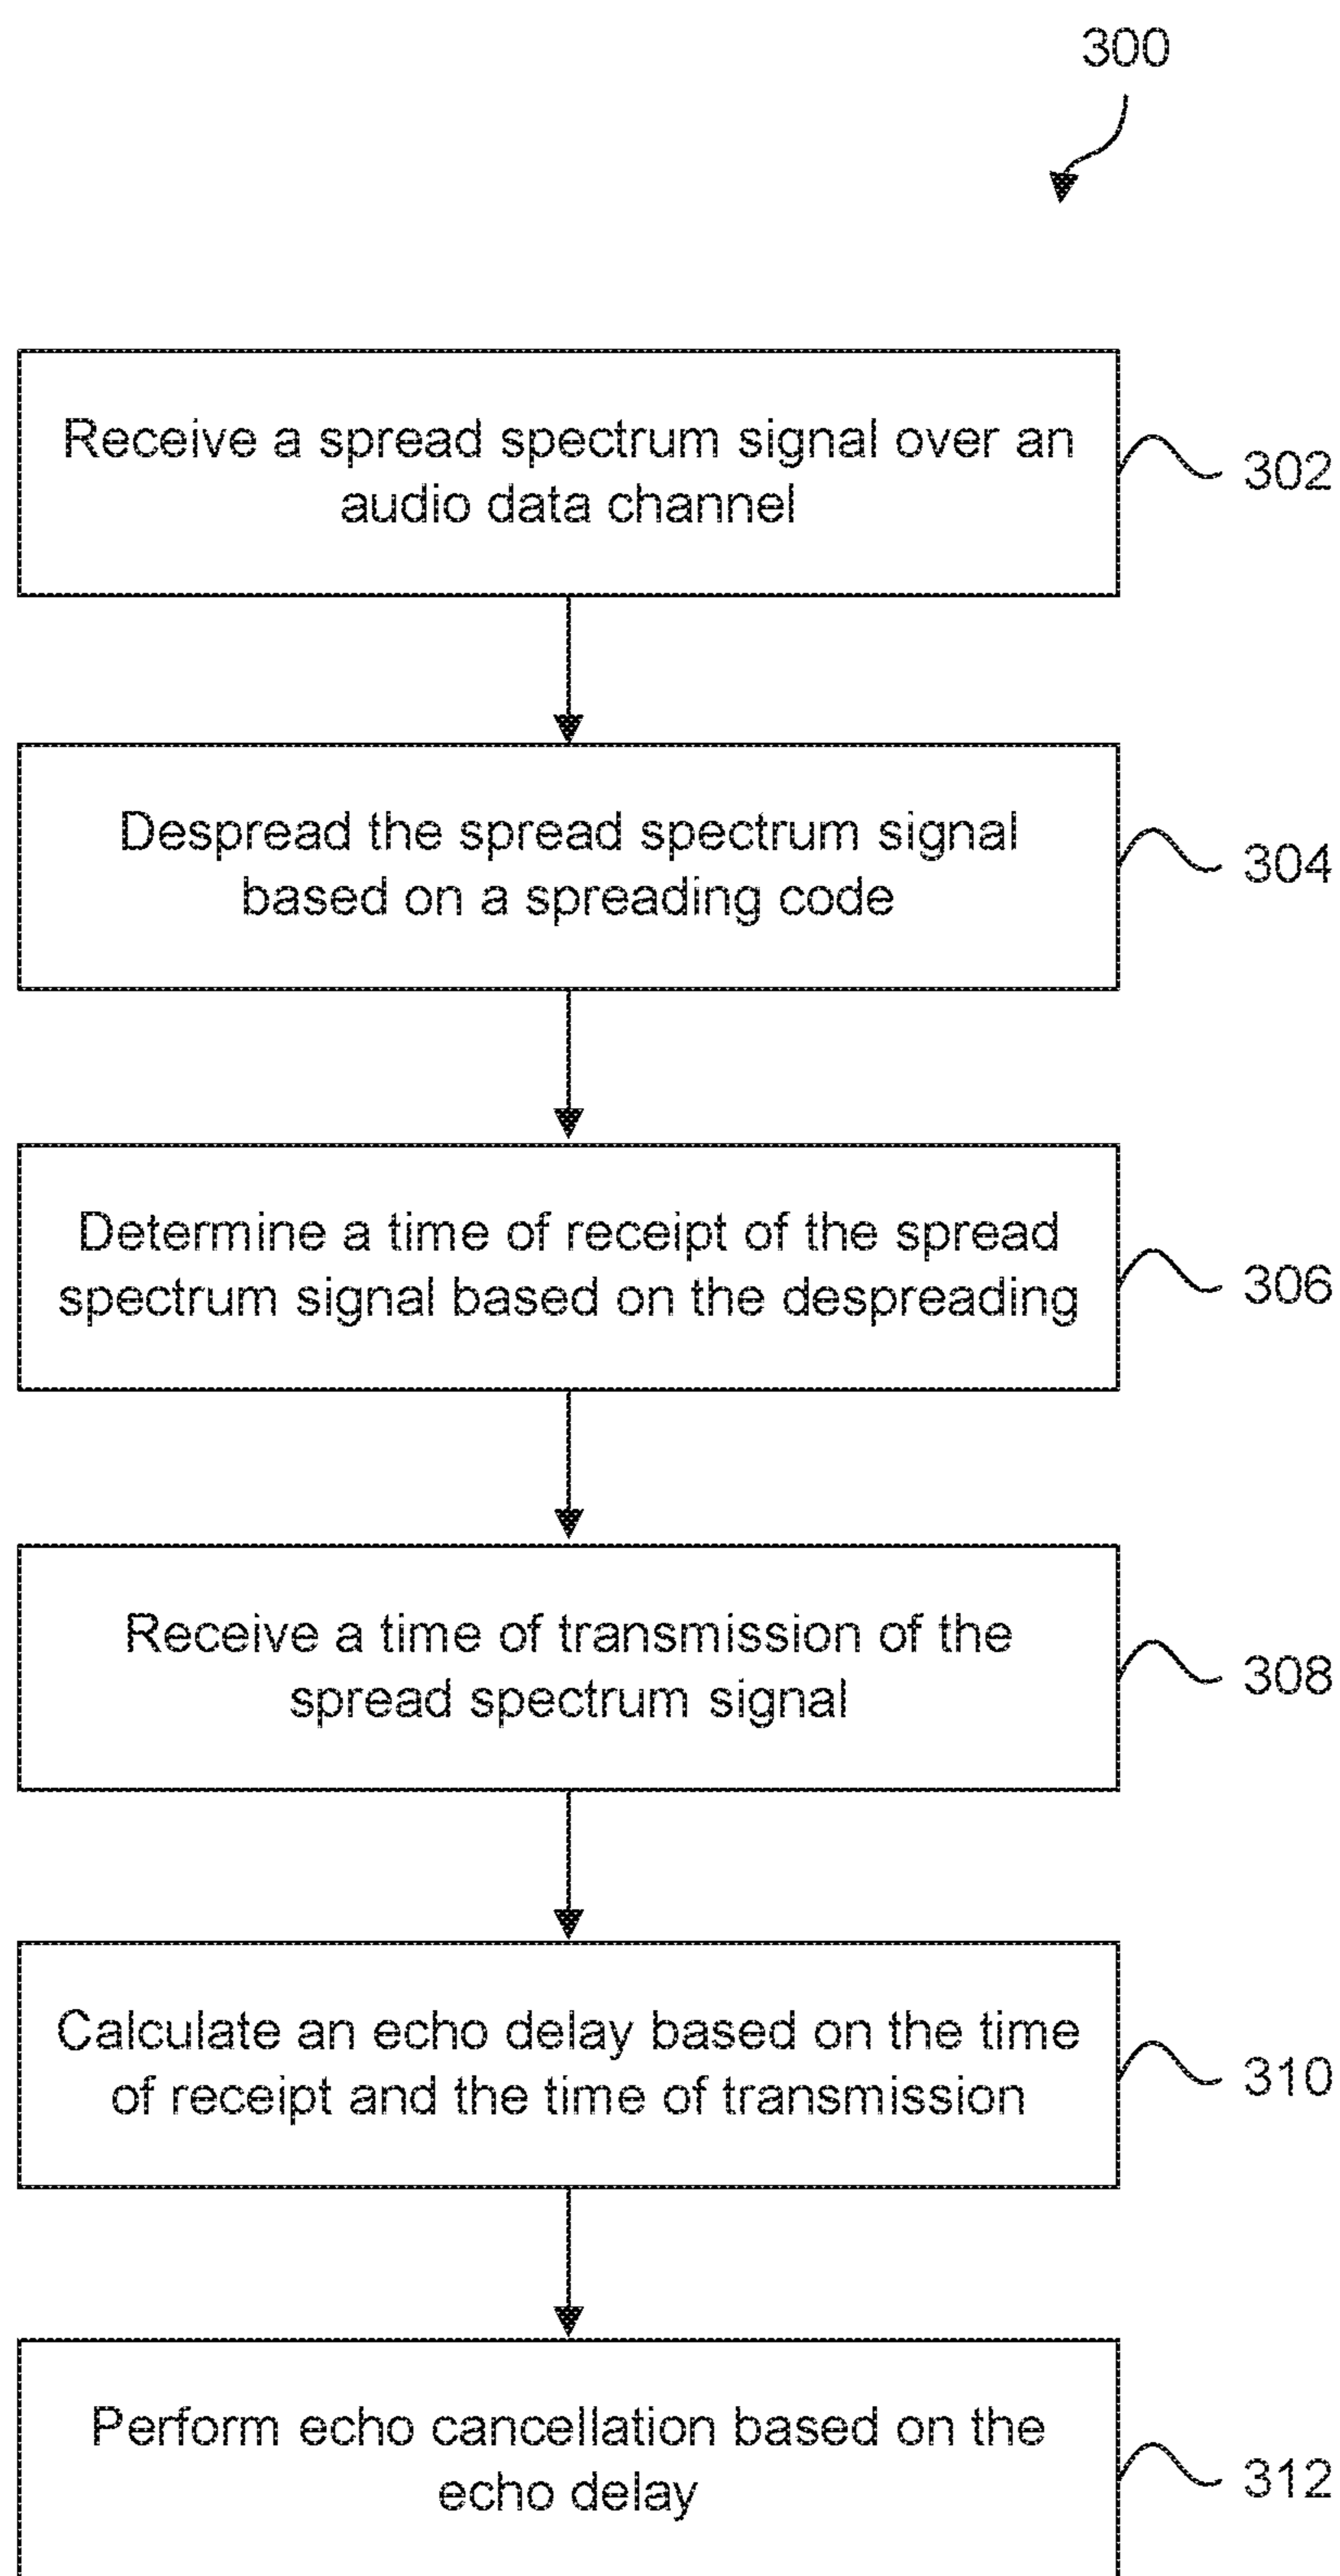 300
Receive a spread spectrum signal over an
audio data channel
302
Despread the spread spectrum signal
based on a spreading code
304
Determine a time of receipt of the spread
spectrum signal based on the despreading
306
Receive a time of transmission of the
spread spectrum signal
308
Calculate an echo delay based on the time
of receipt and the time of transmission
310
Perform echo cancellation based on the
echo delay
312